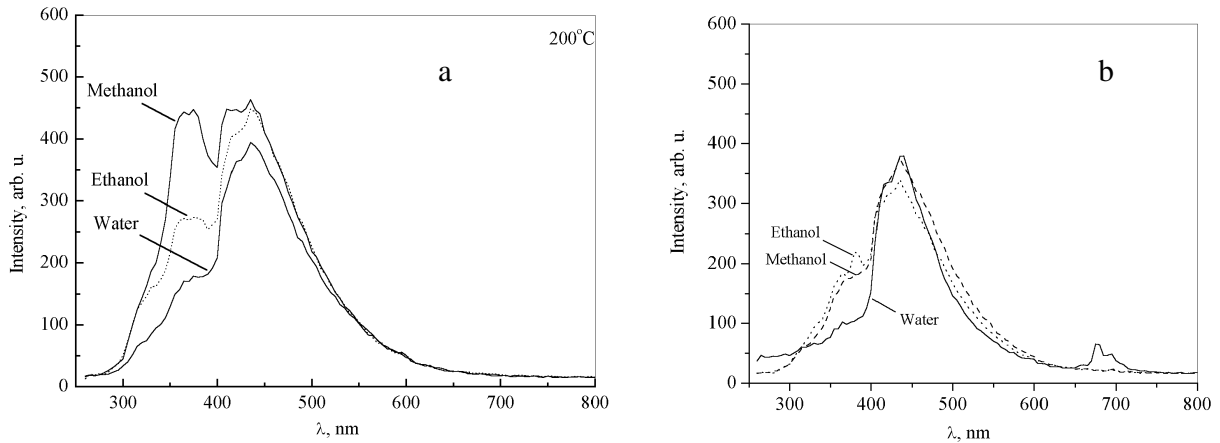 600
500
400
300
200
100
0
Intensity, arb. u.
200°C
a
Methanol
Ethanol
Water
300 400 500 600 700 800
λ, nm
600
500
400
300
200
100
0
Intensity, arb. u.
b
Ethanol
Methanol
Water
300 400 500 600 700 800
λ, nm